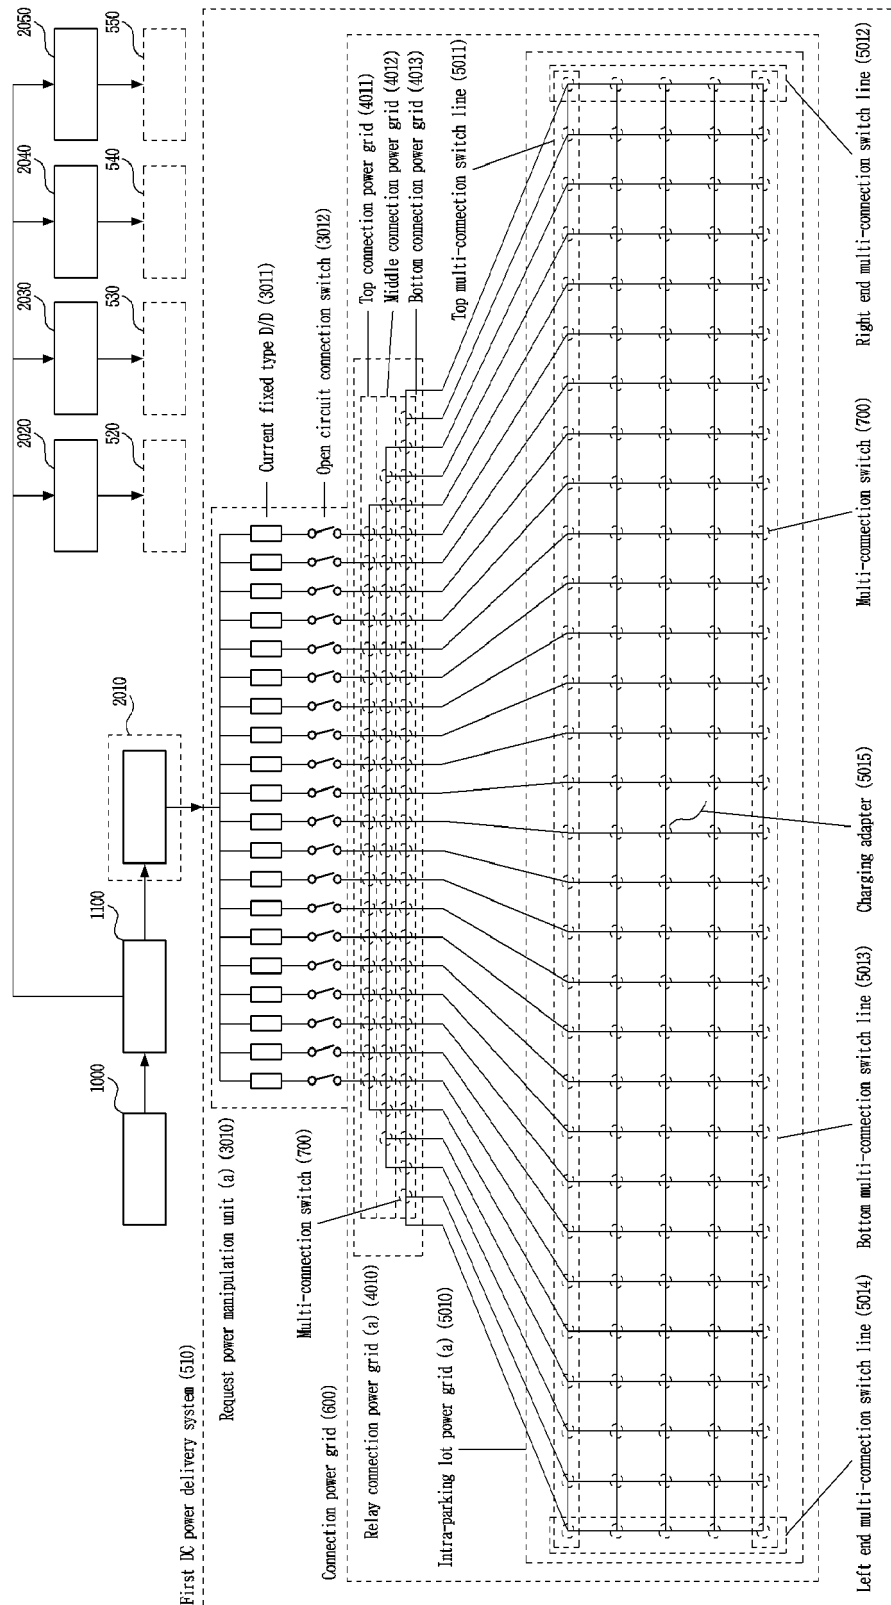 1000
1100
2010
2020
2030
2040
2050
520
530
540
550
First DC power delivery system (510)
Request power manipulation unit (a) (3010)
Current fixed type D/D (3011)
Open circuit connection switch (3012)
Connection power grid (600)
Multi-connection switch (700)
Relay connection power grid (a) (4010)
Top connection power grid (4011)
Middle connection power grid (4012)
Bottom connection power grid (4013)
Intra-parking lot power grid (a) (5010)
Top multi-connection switch line (5011)
Left end multi-connection switch line (5014)
Bottom multi-connection switch line (5013)
Charging adapter (5015)
Multi-connection switch (700)
Right end multi-connection switch line (5012)